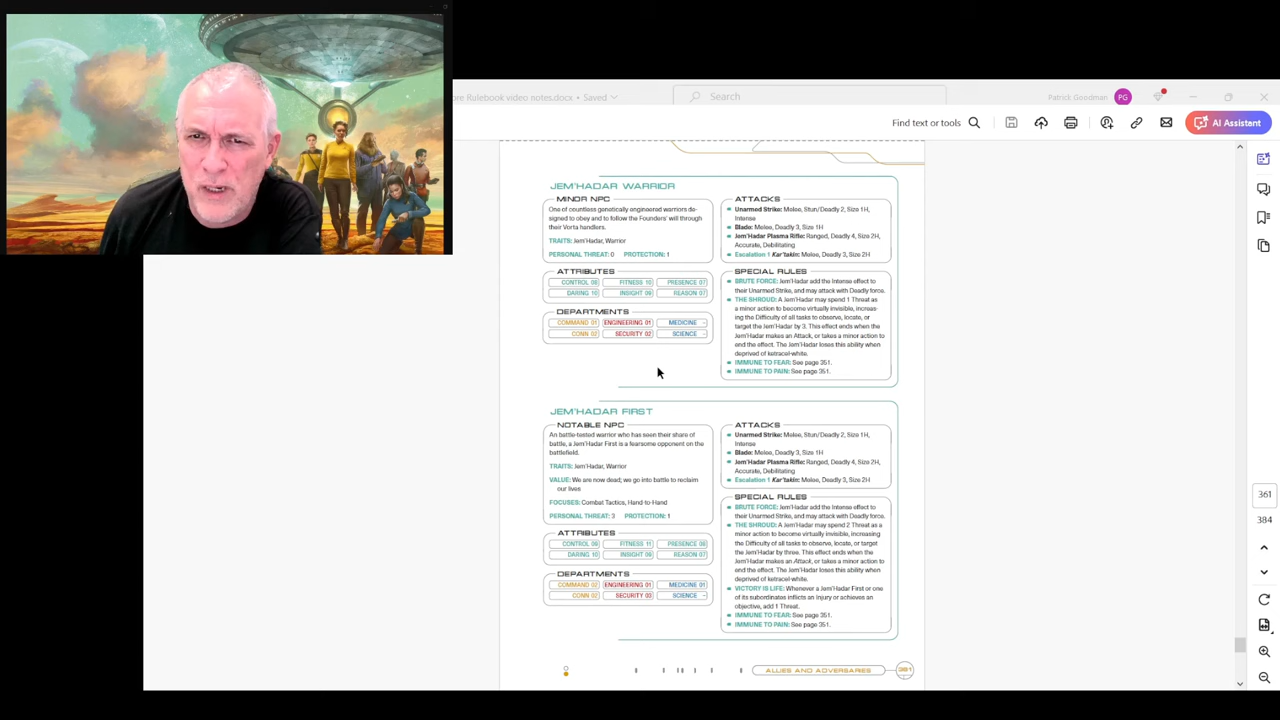 ore Rulebook video notes.docx • Saved
Search
Patrick Goodman
PG
Find text or tools
AI Assistant
JEM'HADAR WARRIOR
MINOR NPC
One of countless genetically engineered warriors de-
signed to obey and to follow the Founders' will through
their Vorta handlers.
TRAITS: Jem'Hadar, Warrior
PERSONAL THREAT: 0 PROTECTION: 1
ATTRIBUTES
CONTROL 08 FITNESS 10 PRESENCE 07
DARING 10 INSIGHT 09 REASON 07
DEPARTMENTS
COMMAND 01 ENGINEERING 01 MEDICINE -
CONN 02 SECURITY 02 SCIENCE -
ATTACKS
Unarmed Strike: Melee, Stun/Deadly 2, Size 1H,
Intense
Blade: Melee, Deadly 3, Size 1H
Jem'Hadar Plasma Rifle: Ranged, Deadly 4, Size 2H,
Accurate, Debilitating
Escalation 1 Kar'takin: Melee, Deadly 3, Size 2H
SPECIAL RULES
BRUTE FORCE: Jem'Hadar add the Intense effect to
their Unarmed Strike, and may attack with Deadly force.
THE SHROUD: A Jem'Hadar may spend 1 Threat as
a minor action to become virtually invisible, increas-
ing the Difficulty of all tasks to observe, locate, or
target the Jem'Hadar by 3. This effect ends when the
Jem'Hadar makes an Attack, or takes a minor action to
end the effect. The Jem'Hadar loses this ability when
deprived of ketracel-white.
IMMUNE TO FEAR: See page 351.
IMMUNE TO PAIN: See page 351.
JEM'HADAR FIRST
NOTABLE NPC
An battle-tested warrior who has seen their share of
battle, a Jem'Hadar First is a fearsome opponent on the
battlefield.
TRAITS: Jem'Hadar, Warrior
VALUE: We are now dead; we go into battle to reclaim
our lives
FOCUSES: Combat Tactics, Hand-to-Hand
PERSONAL THREAT: 3 PROTECTION: 1
ATTRIBUTES
CONTROL 09 FITNESS 11 PRESENCE 08
DARING 10 INSIGHT 09 REASON 07
DEPARTMENTS
COMMAND 02 ENGINEERING 01 MEDICINE 01
CONN 02 SECURITY 03 SCIENCE -
ATTACKS
Unarmed Strike: Melee, Stun/Deadly 2, Size 1H,
Intense
Blade: Melee, Deadly 3, Size 1H
Jem'Hadar Plasma Rifle: Ranged, Deadly 4, Size 2H,
Accurate, Debilitating
Escalation 1 Kar'takin: Melee, Deadly 3, Size 2H
SPECIAL RULES
BRUTE FORCE: Jem'Hadar add the Intense effect to
their Unarmed Strike, and may attack with Deadly force.
THE SHROUD: A Jem'Hadar may spend 2 Threat as a
minor action to become virtually invisible, increasing
the Difficulty of all tasks to observe, locate, or target
the Jem'Hadar by three. This effect ends when the
Jem'Hadar makes an Attack, or takes a minor action to
end the effect. The Jem'Hadar loses this ability when
deprived of ketracel-white.
VICTORY IS LIFE: Whenever a Jem'Hadar First or one
of its subordinates inflicts an Injury or achieves an
objective, add 1 Threat.
IMMUNE TO FEAR: See page 351.
IMMUNE TO PAIN: See page 351.
ALLIES AND ADVERSARIES
361
361
384